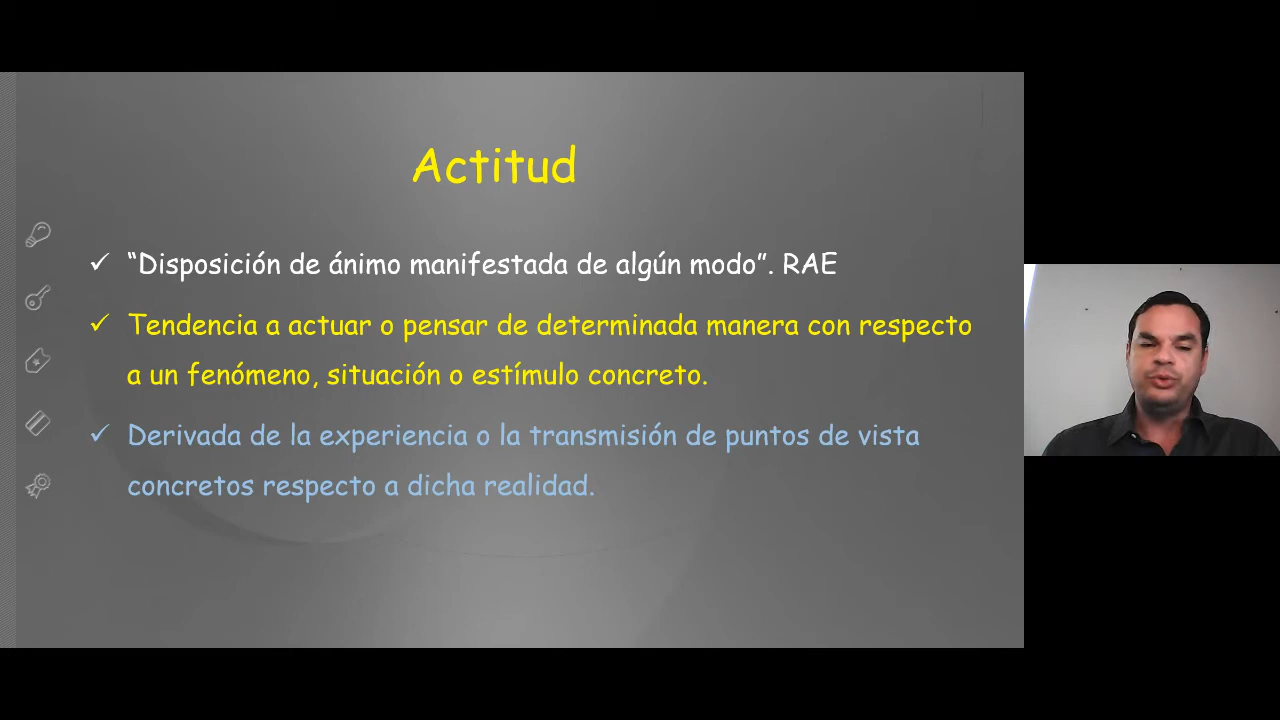 Actitud
✓ “Disposición de ánimo manifestada de algún modo”. RAE
✓ Tendencia a actuar o pensar de determinada manera con respecto
a un fenómeno, situación o estímulo concreto.
✓ Derivada de la experiencia o la transmisión de puntos de vista
concretos respecto a dicha realidad.